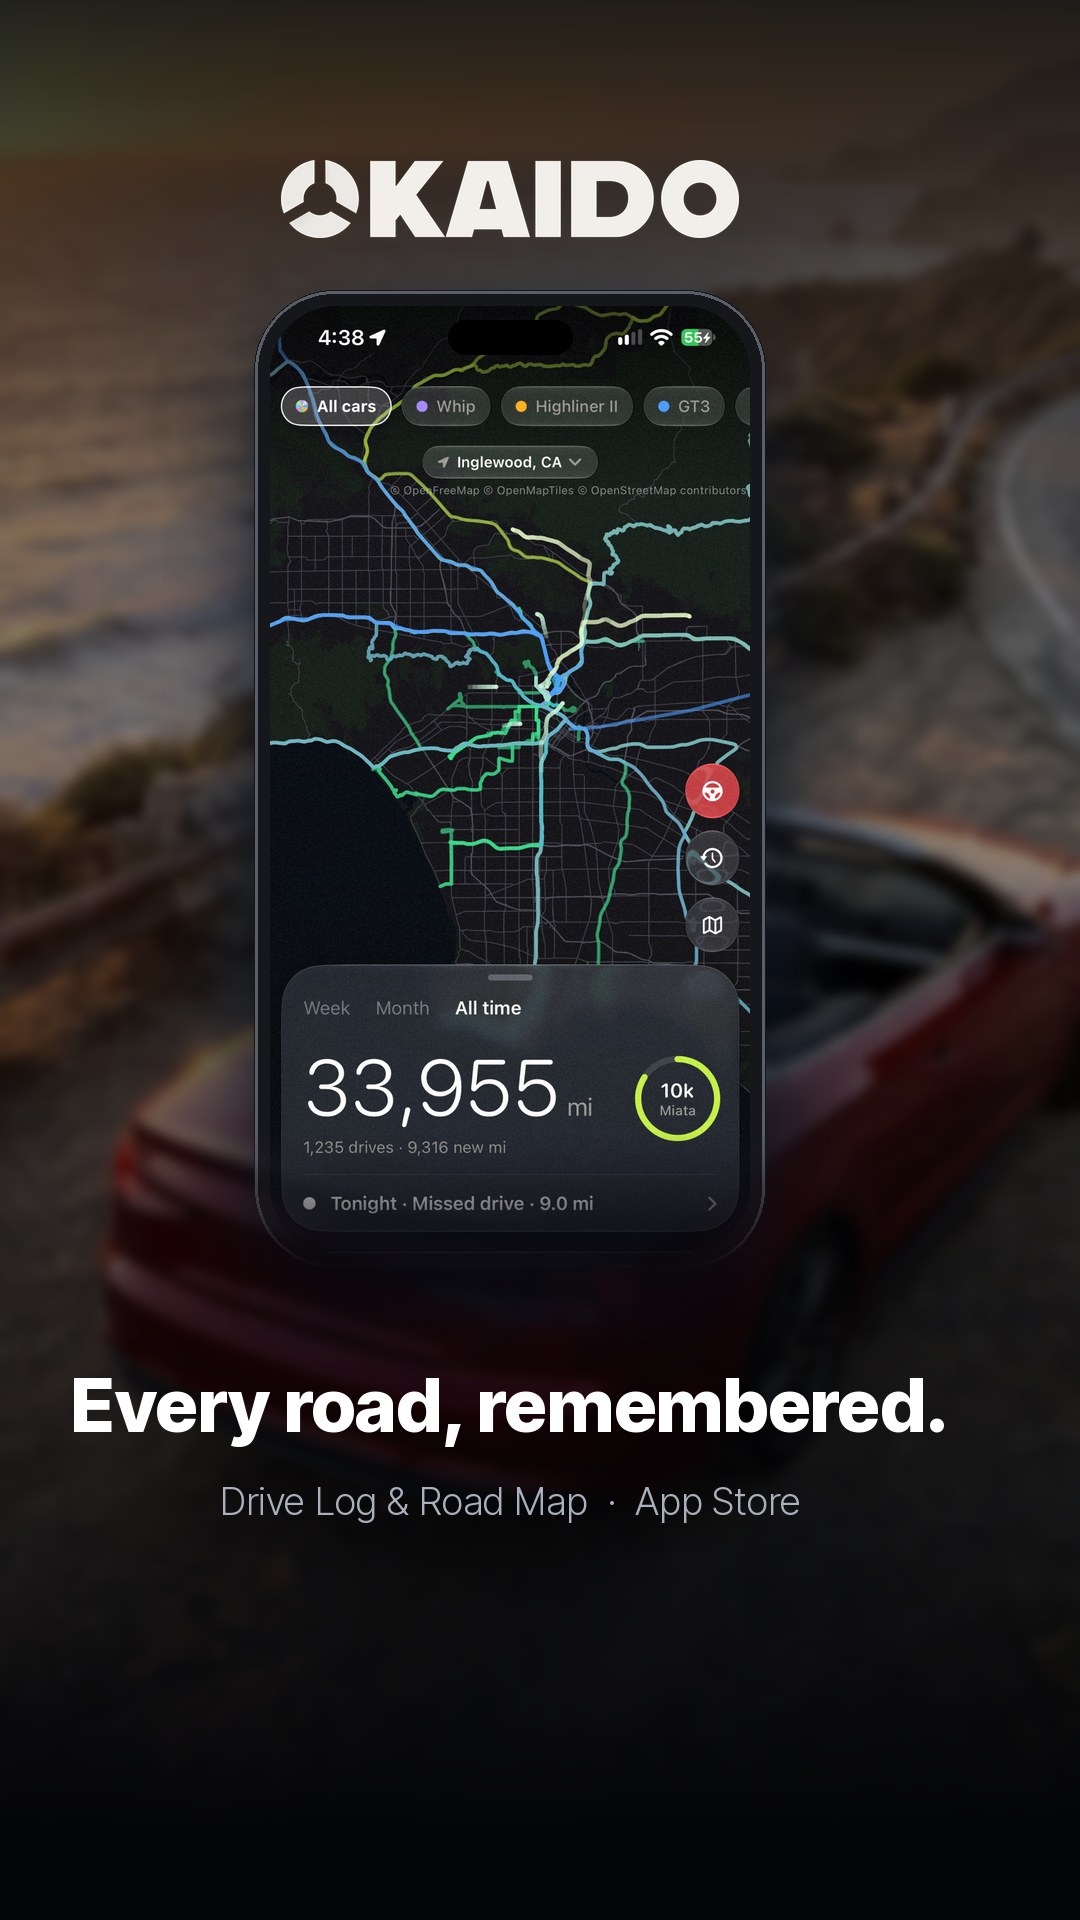 KAIDO
4:38
55
All cars
Whip
Highliner II
GT3
Inglewood, CA
© OpenFreeMap © OpenMapTiles © OpenStreetMap contributors
Week
Month
All time
33,955 mi
10k
Miata
1,235 drives · 9,316 new mi
Tonight · Missed drive · 9.0 mi
Every road, remembered.
Drive Log & Road Map · App Store